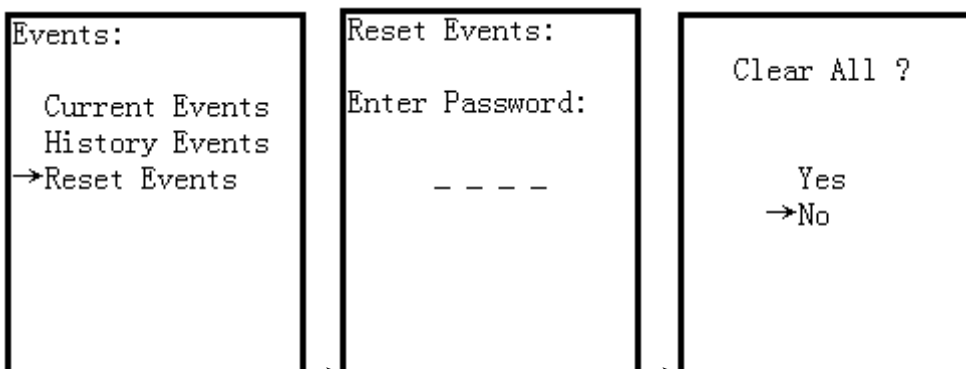 Events:
Current Events
History Events
→Reset Events
Reset Events:
Enter Password:
_ _ _ _
Clear All ?
Yes
→No